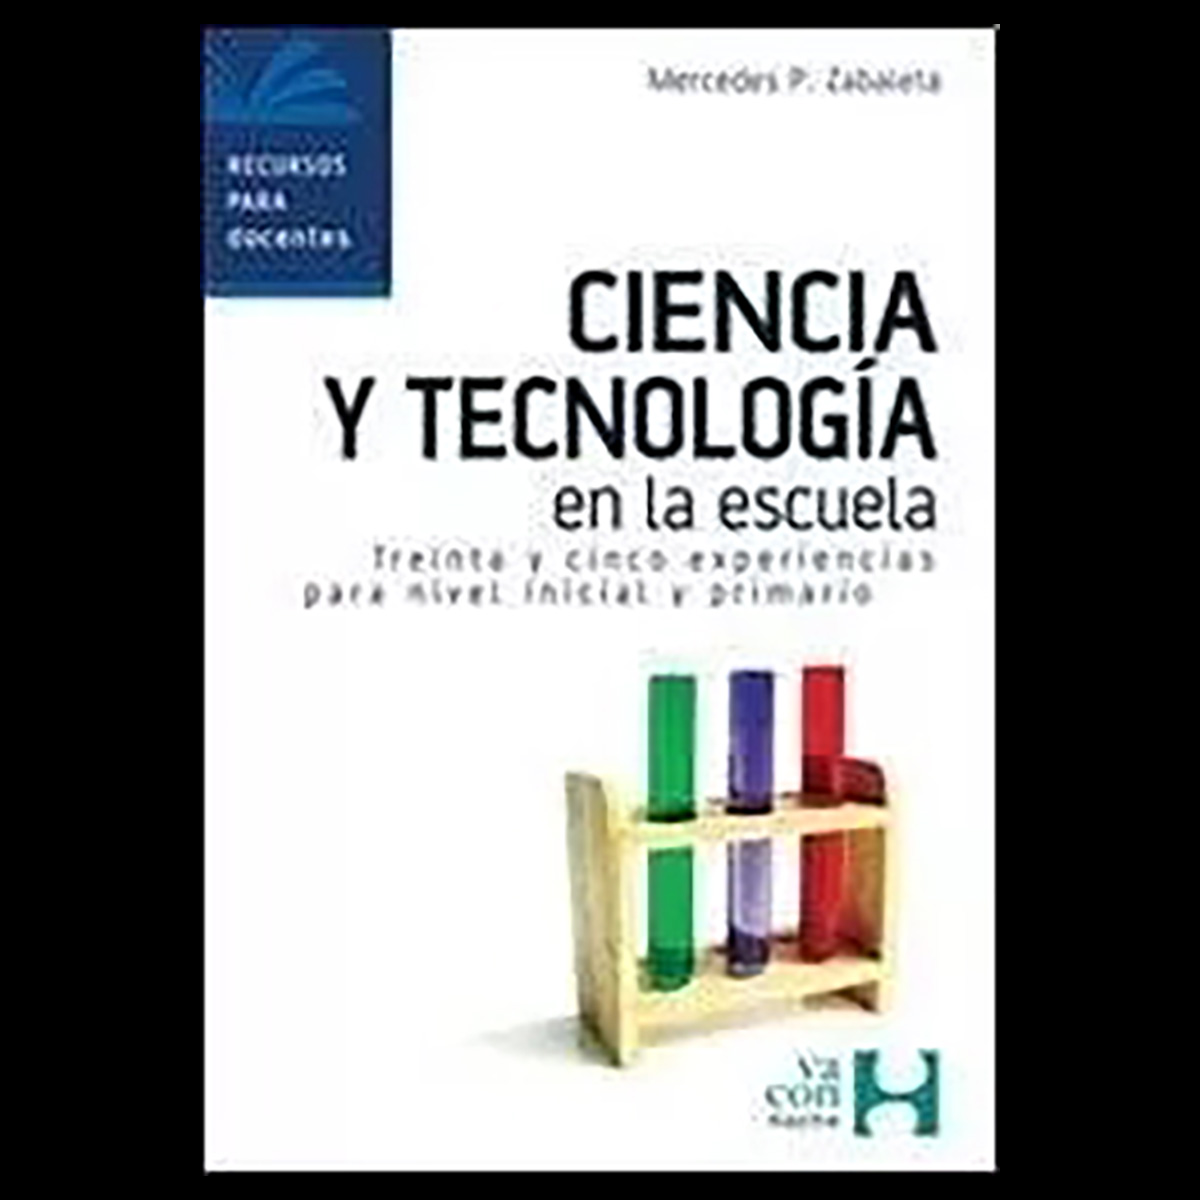 Mercedes P. Zabaleta
RECURSOS
PARA
docentes
CIENCIA
Y TECNOLOGÍA
en la escuela
Treinta y cinco experiencias
para nivel inicial y primario
Va
con
hache